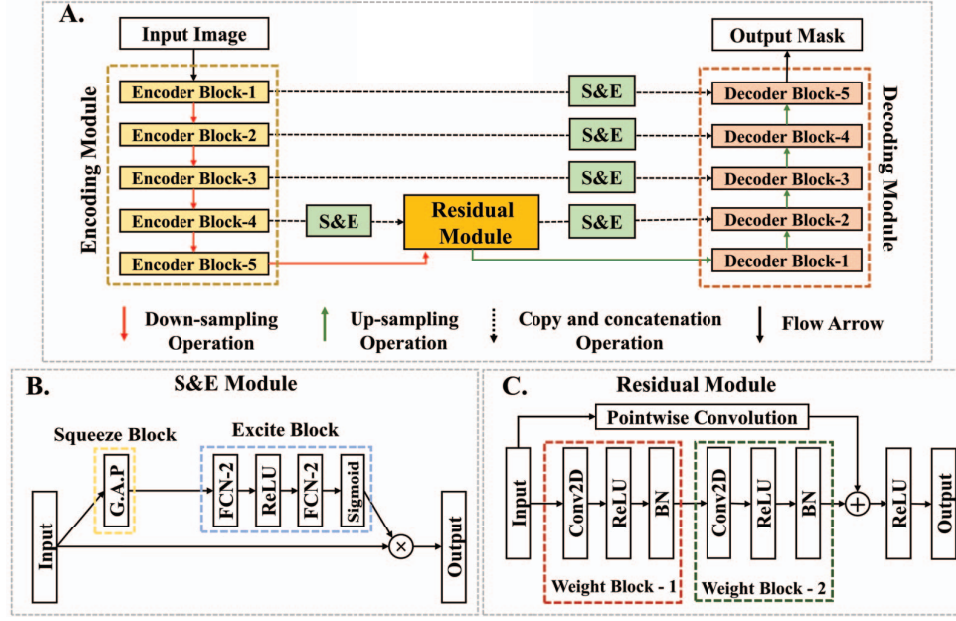 A.
Input Image
Output Mask
Encoding Module
Encoder Block-1
S&E
Decoder Block-5
Encoder Block-2
S&E
Decoder Block-4
Encoder Block-3
S&E
Decoder Block-3
Encoder Block-4
S&E
Residual
Module
S&E
Decoder Block-2
Encoder Block-5
Decoder Block-1
Decoding Module
Down-sampling
Operation
Up-sampling
Operation
Copy and concatenation
Operation
Flow Arrow
B.
S&E Module
Squeeze Block
Excite Block
Input
G.A.P
FCN-2
ReLU
FCN-2
Sigmoid
×
Output
C.
Residual Module
Pointwise Convolution
Input
Conv2D
ReLU
BN
Conv2D
ReLU
BN
+
ReLU
Output
Weight Block - 1
Weight Block - 2